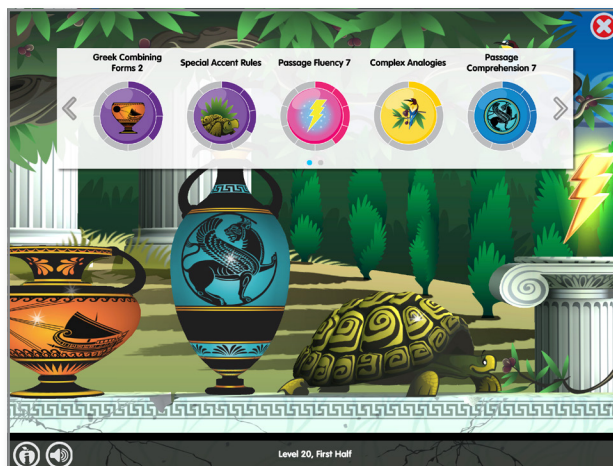 Greek Combining
Forms 2
Special Accent Rules
Passage Fluency 7
Complex Analogies
Passage
Comprehension 7
Level 20, First Half